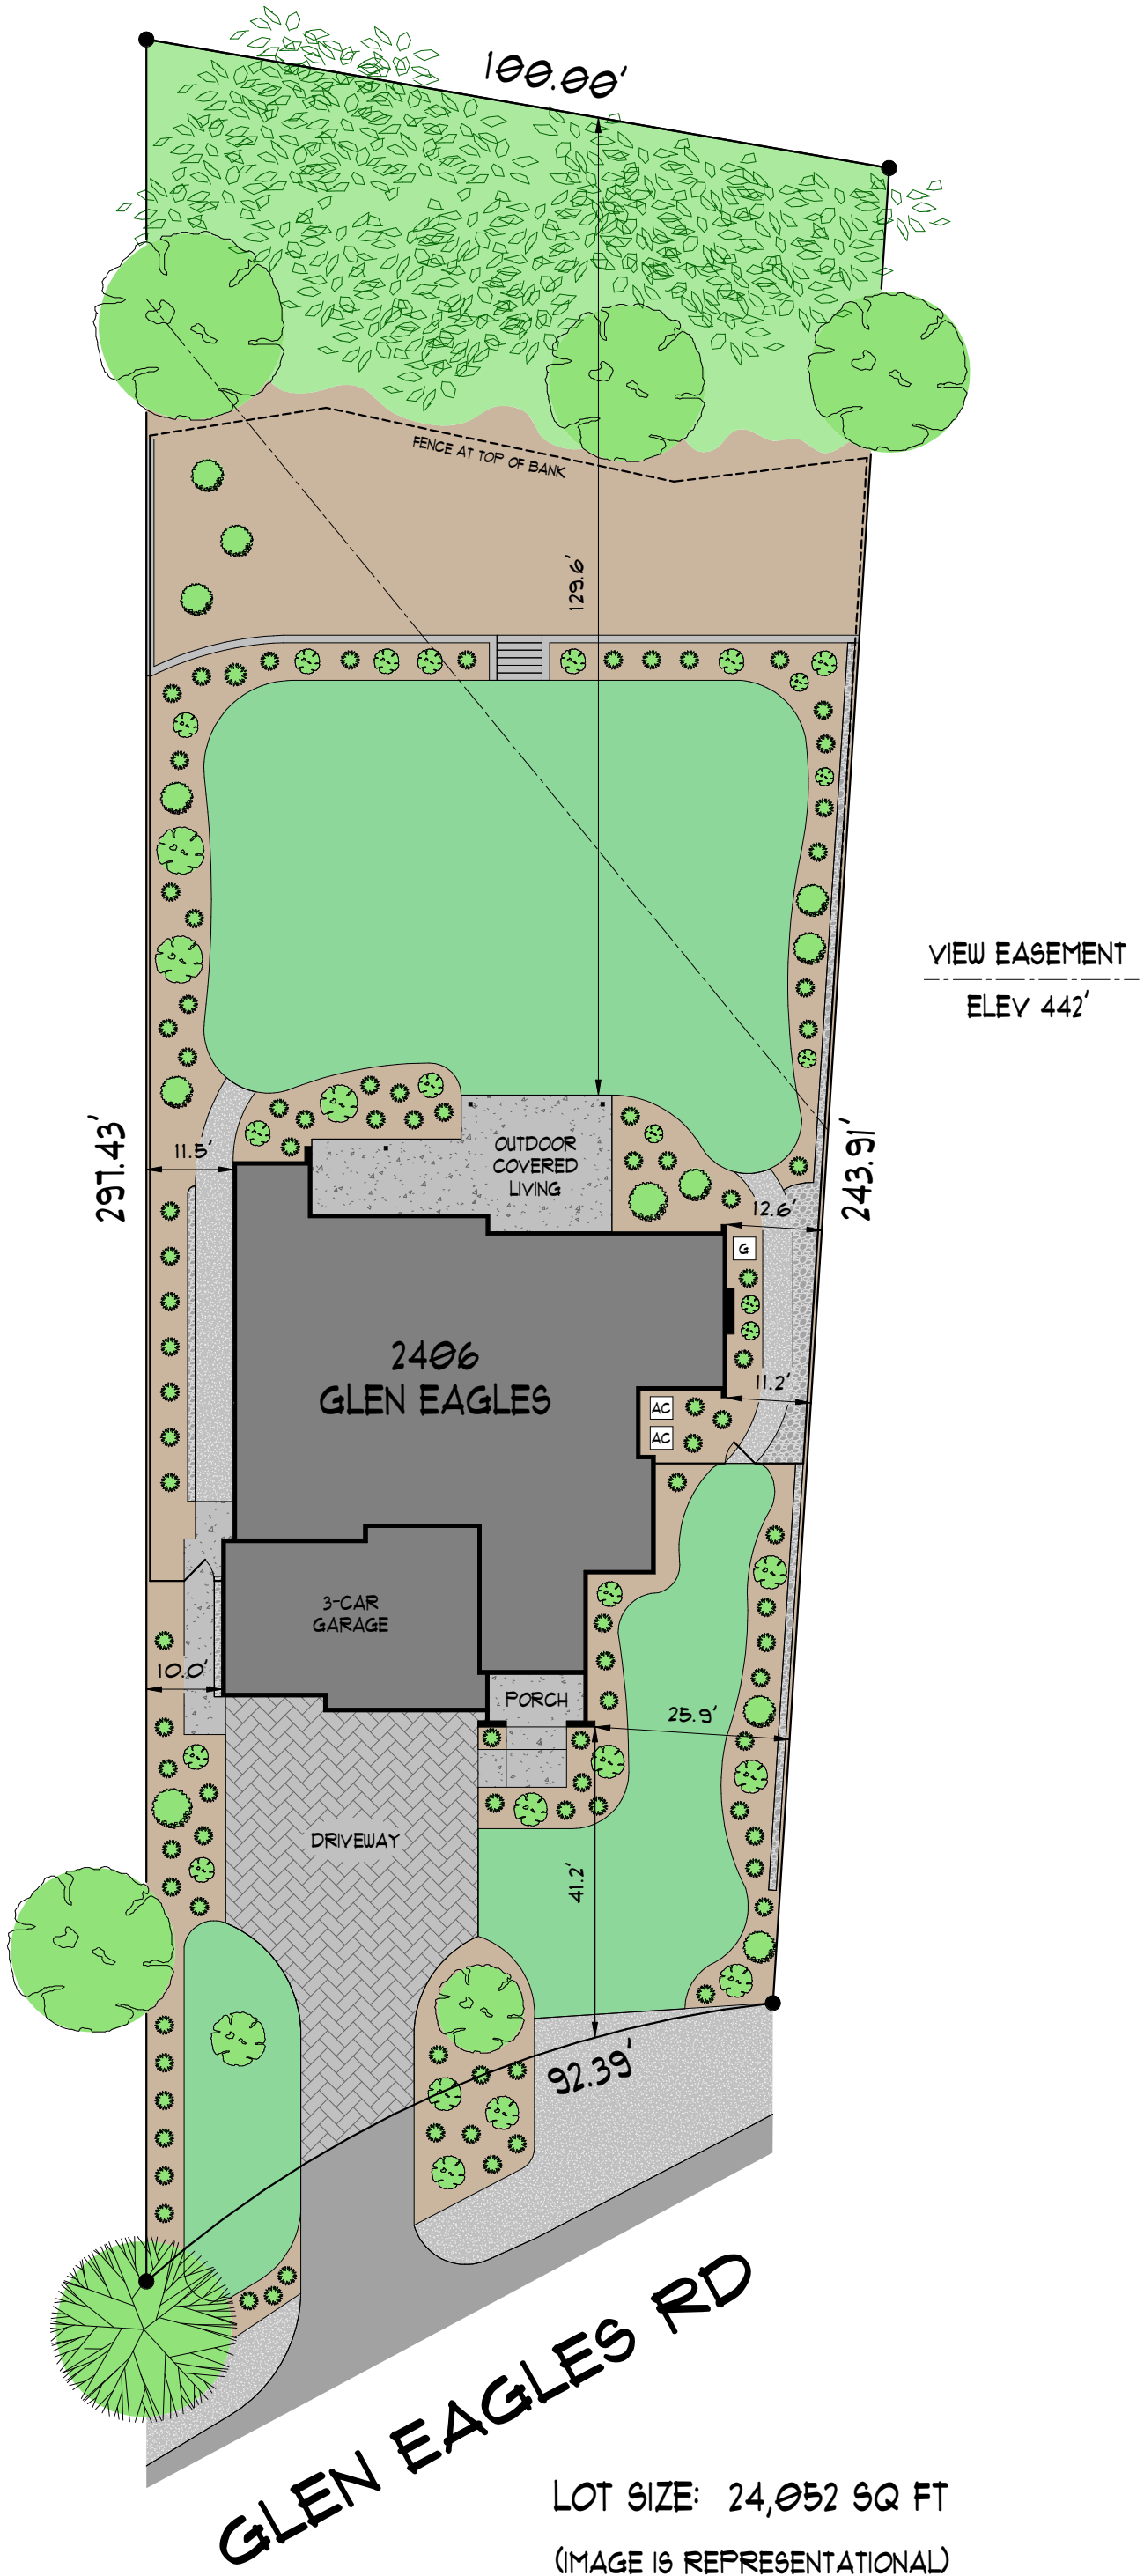 100.00'
FENCE AT TOP OF BANK
129.6'
VIEW EASEMENT
ELEV 442'
297.43'
11.5'
OUTDOOR
COVERED
LIVING
243.91'
12.6'
G
2406
GLEN EAGLES
11.2'
AC
AC
3-CAR
GARAGE
10.0'
PORCH
25.9'
DRIVEWAY
41.2'
92.39'
GLEN EAGLES RD
LOT SIZE: 24,052 SQ FT
(IMAGE IS REPRESENTATIONAL)